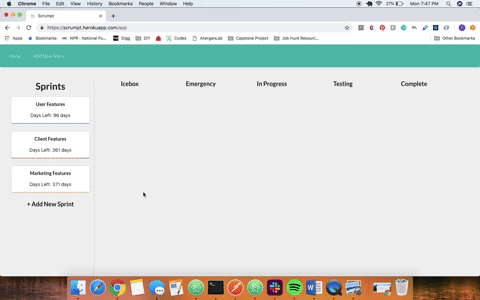 Chrome File Edit View History Bookmarks People Window Help
27% Mon 7:47 PM
Scrumpt
https://scrumpt.herokuapp.com/app
Apps Bookmarks NPR : National Pu... Digg DIY AllergenLab Codes Capstone Project Job Hunt Resourc... Other Bookmarks
Home Add New Story
Sprints
Icebox Emergency In Progress Testing Complete
User Features
Days Left: 96 days
Client Features
Days Left: 361 days
Marketing Features
Days Left: 371 days
+ Add New Sprint